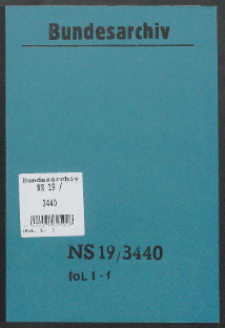 Bundesarchiv
Bundesarchiv
NS 19 /
3440
NS 19/3440
fol. 1-